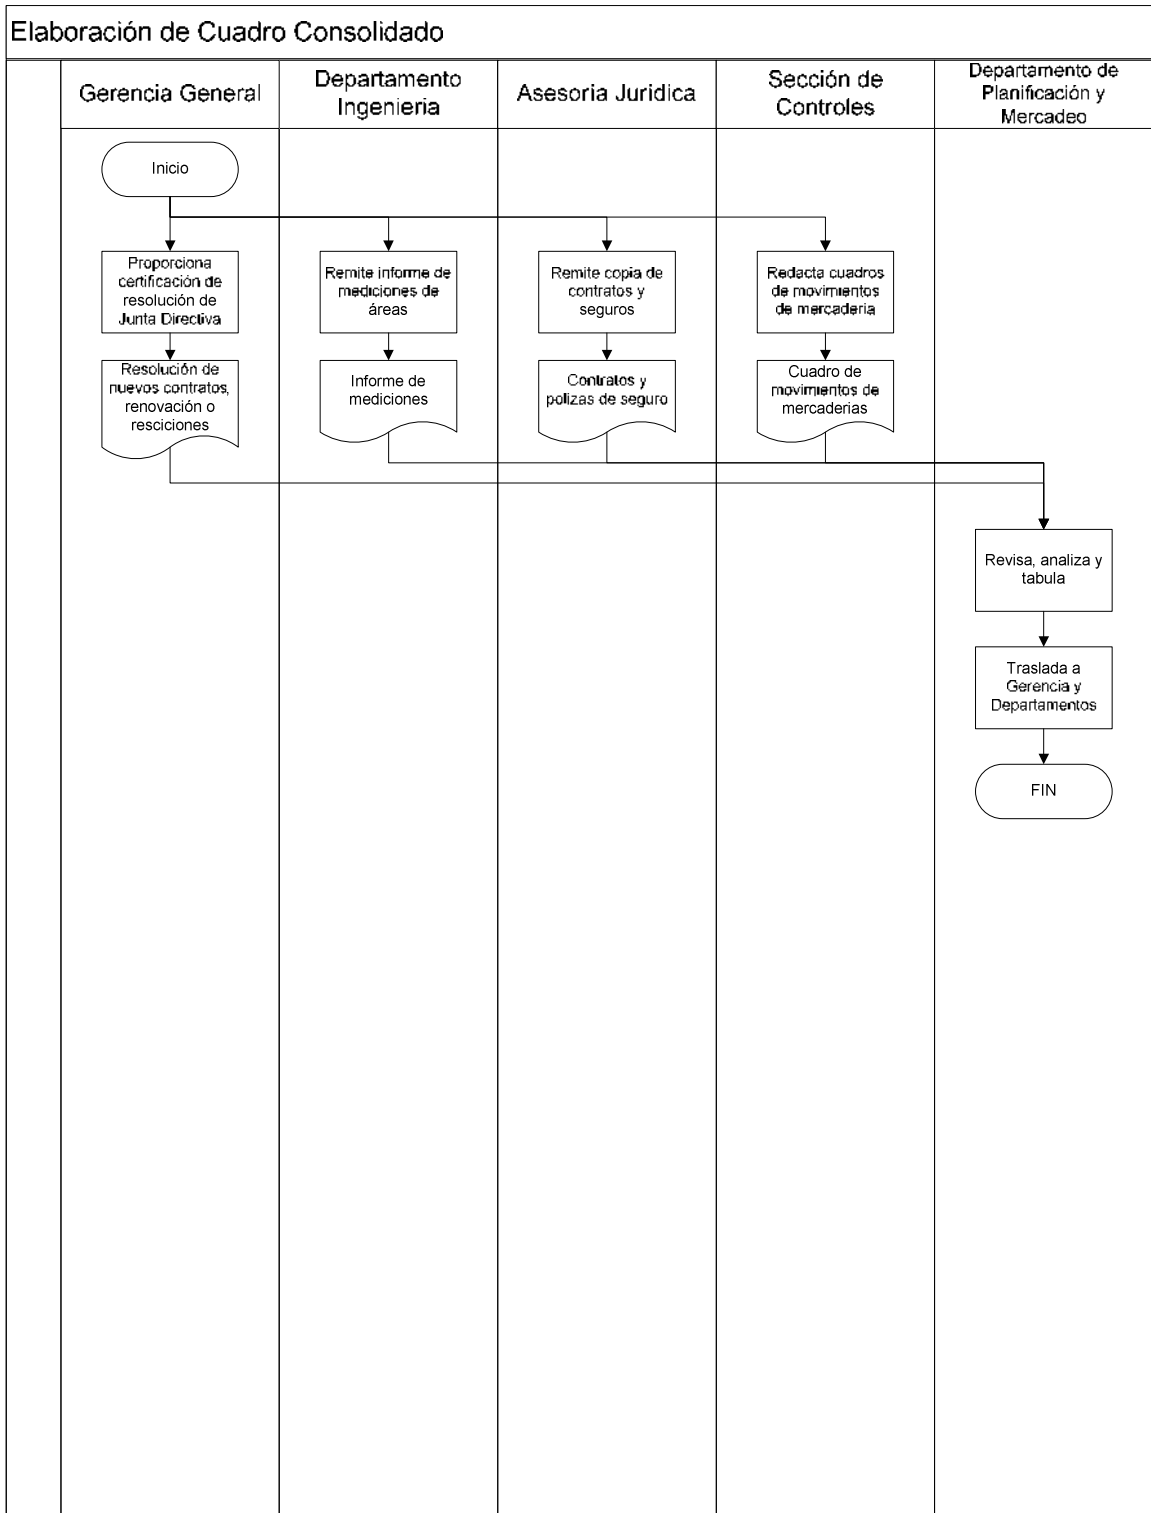 Elaboración de Cuadro Consolidado
Gerencia General
Departamento
Ingenieria
Asesoria Juridica
Sección de
Controles
Departamento de
Planificación y
Mercadeo
Inicio
Proporciona
certificación de
resolución de
Junta Directiva
Remite informe de
mediciones de
áreas
Remite copia de
contratos y
seguros
Redacta cuadros
de movimientos
de mercaderia
Resolución de
nuevos contratos,
renovación o
resciciones
Informe de
mediciones
Contratos y
polizas de seguro
Cuadro de
movimientos de
mercaderias
Revisa, analiza y
tabula
Traslada a
Gerencia y
Departamentos
FIN